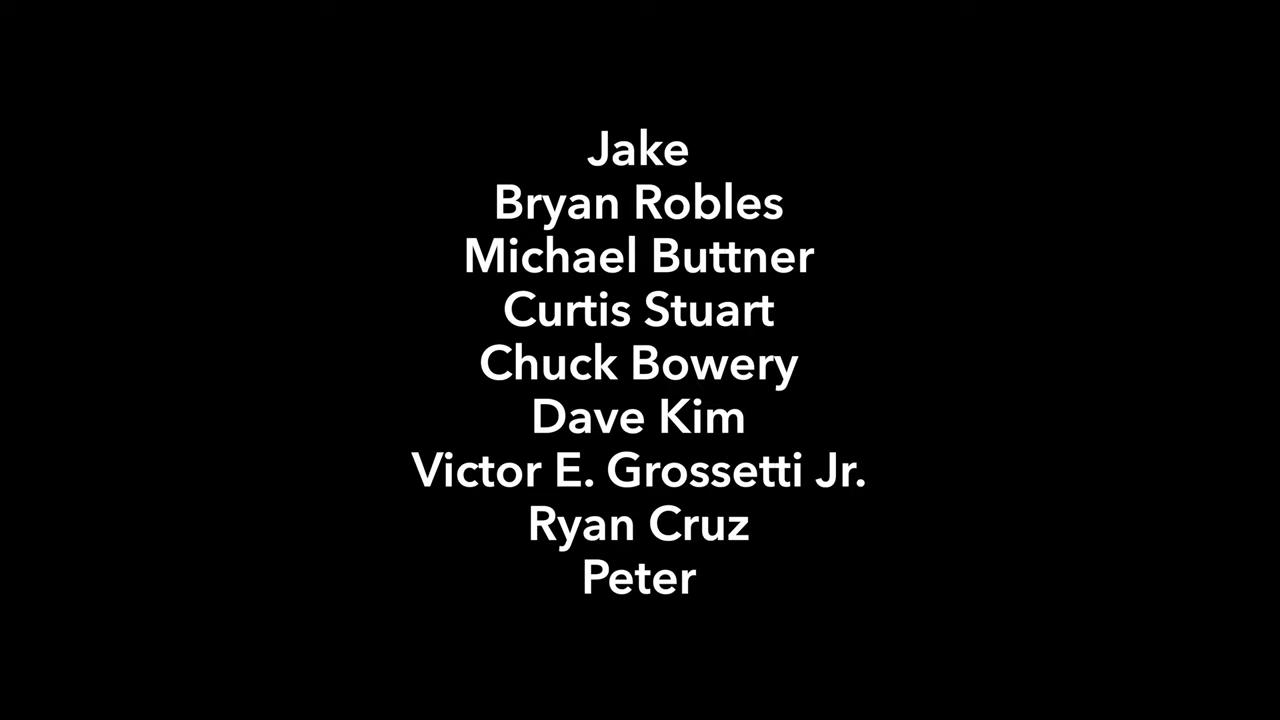 Jake
Bryan Robles
Michael Buttner
Curtis Stuart
Chuck Bowery
Dave Kim
Victor E. Grossetti Jr.
Ryan Cruz
Peter